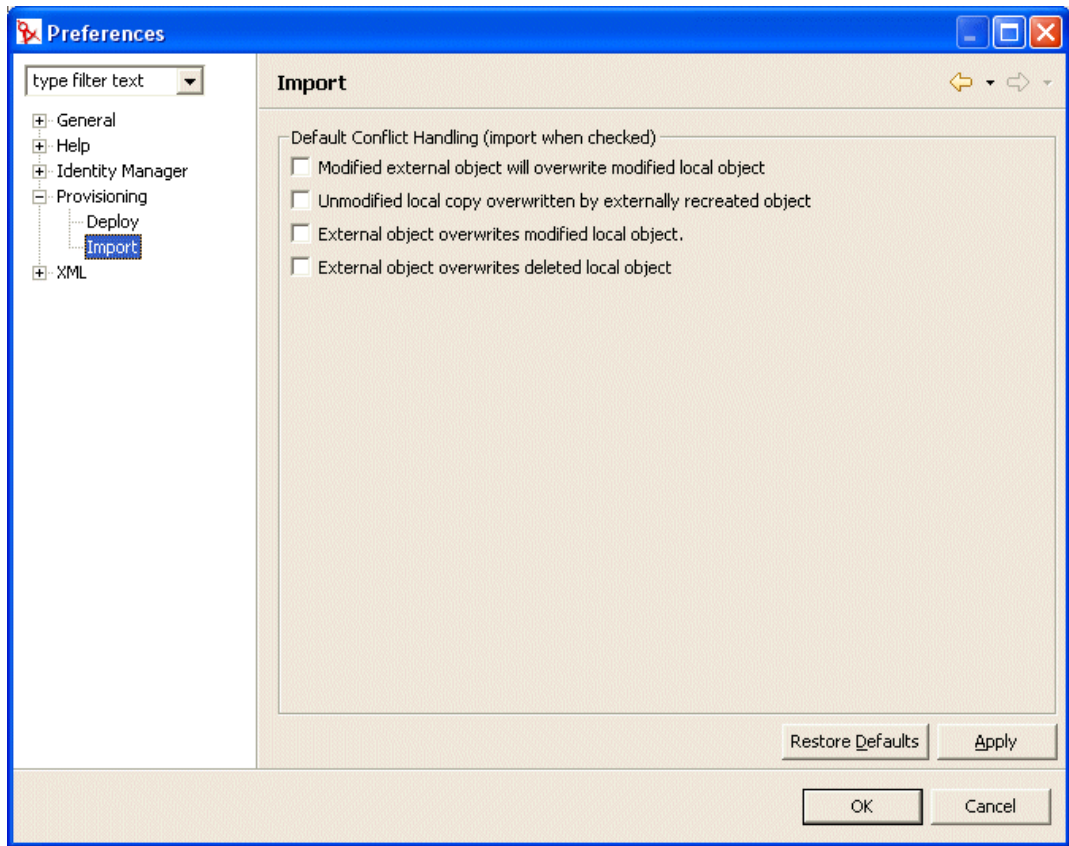 Preferences
type filter text
General
Help
Identity Manager
Provisioning
Deploy
Import
XML
Import
Default Conflict Handling (import when checked)
Modified external object will overwrite modified local object
Unmodified local copy overwritten by externally recreated object
External object overwrites modified local object.
External object overwrites deleted local object
Restore Defaults
Apply
OK
Cancel